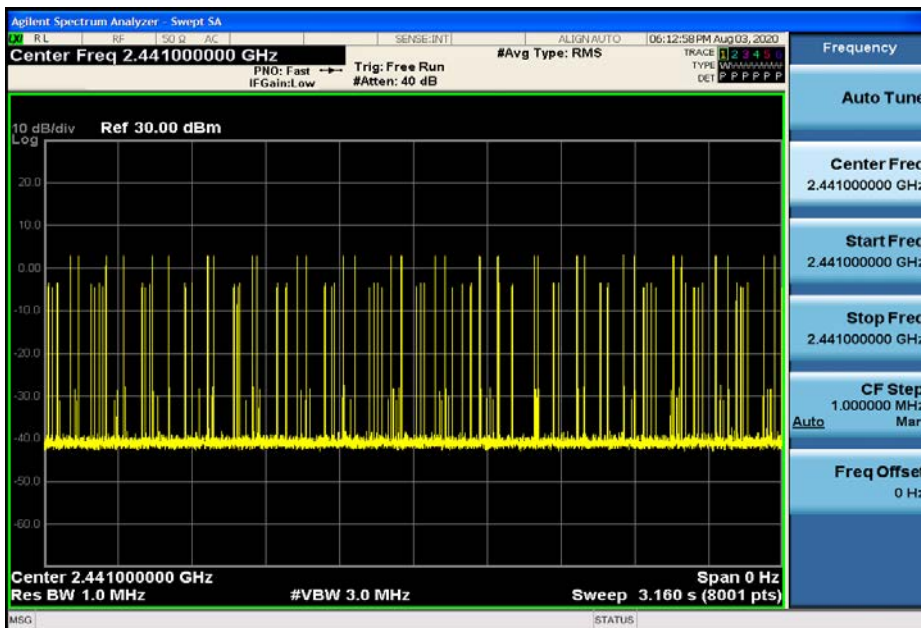 Agilent Spectrum Analyzer - Swept SA
LXI RL RF 50 Ω AC SENSE:INT ALIGN AUTO 06:12:58 PM Aug 03, 2020
Center Freq 2.441000000 GHz
PNO: Fast
IFGain:Low
Trig: Free Run
#Atten: 40 dB
#Avg Type: RMS
TRACE 1 2 3 4 5 6
TYPE
DET P P P P P P
10 dB/div Ref 30.00 dBm
Log
20.0
10.0
0.00
-10.0
-20.0
-30.0
-40.0
-50.0
-60.0
Center 2.441000000 GHz Span 0 Hz
Res BW 1.0 MHz #VBW 3.0 MHz Sweep 3.160 s (8001 pts)
MSG STATUS
Frequency
Auto Tune
Center Freq
2.441000000 GHz
Start Freq
2.441000000 GHz
Stop Freq
2.441000000 GHz
CF Step
1.000000 MHz
Auto Man
Freq Offset
0 Hz